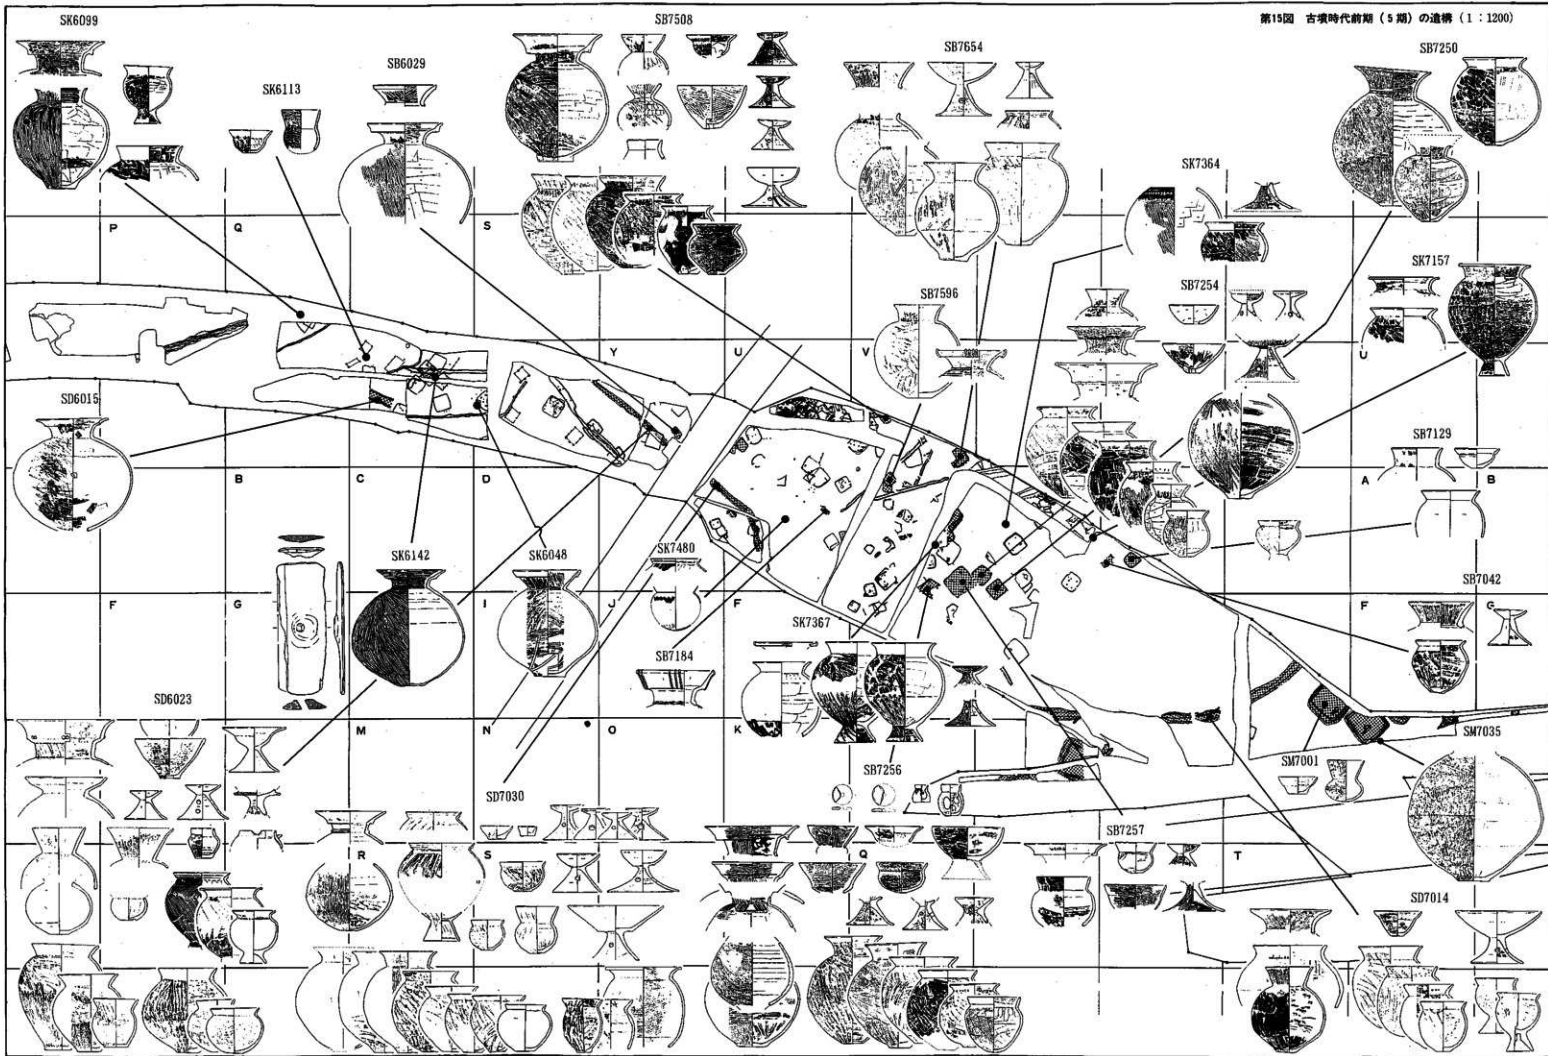 第15図 古墳時代前期（5期）の遺構（1：1200）
SK6099
SB7508
SB7654
SB7250
SB6029
SK6113
SK7364
P
Q
S
SB7254
SK7157
SB7596
Y
U
V
U
SD6015
SB7129
B
C
D
A
B
SK6142
SK6048
SK7480
SB7042
F
G
I
J
F
F
G
SK7367
SB7184
SD6023
M
N
O
K
SM7035
SB7256
SM7001
SD7030
SB7257
R
S
Q
T
SD7014